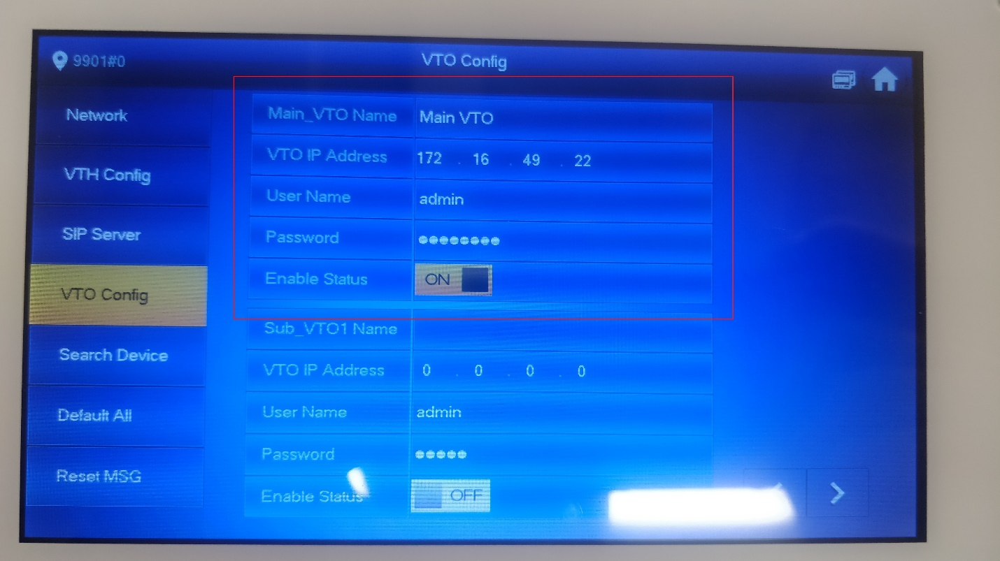 9901#0
VTO Config
Network
VTH Config
SIP Server
VTO Config
Search Device
Default All
Reset MSG
Main_VTO Name Main VTO
VTO IP Address 172 . 16 . 49 . 22
User Name admin
Password ●●●●●●●●
Enable Status ON
Sub_VTO1 Name
VTO IP Address 0 . 0 . 0 . 0
User Name admin
Password ●●●●●
Enable Status OFF